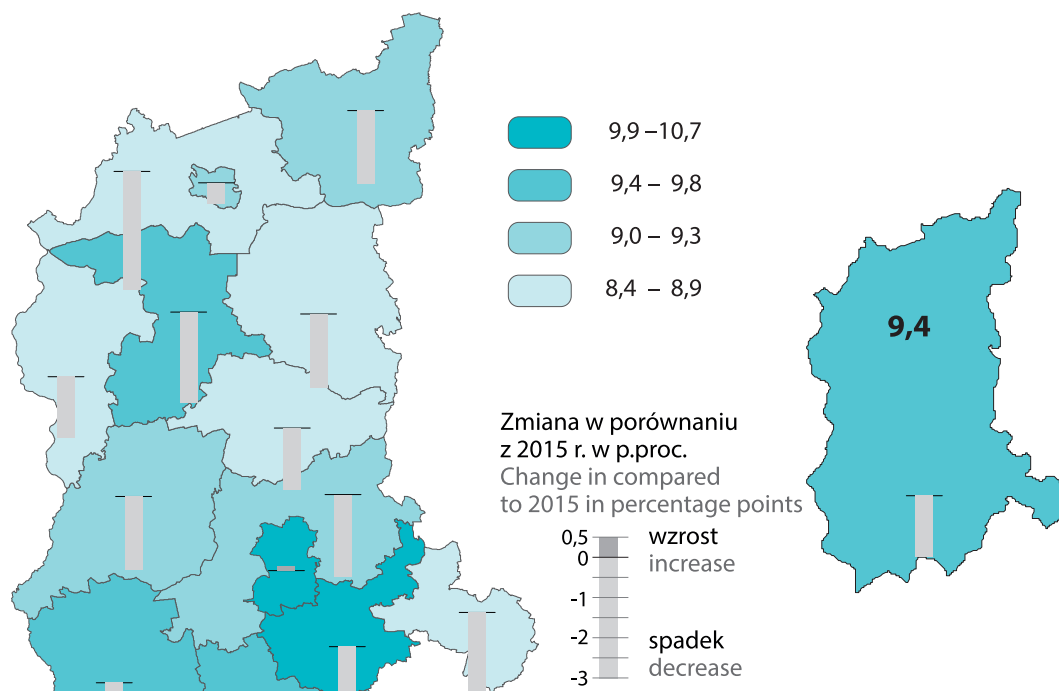 9,9 –10,7
9,4 – 9,8
9,0 – 9,3
8,4 – 8,9
9,4
Zmiana w porównaniu
z 2015 r. w p.proc.
Change in compared
to 2015 in percentage points
0,5
wzrost
0
increase
-1
-2
spadek
decrease
-3